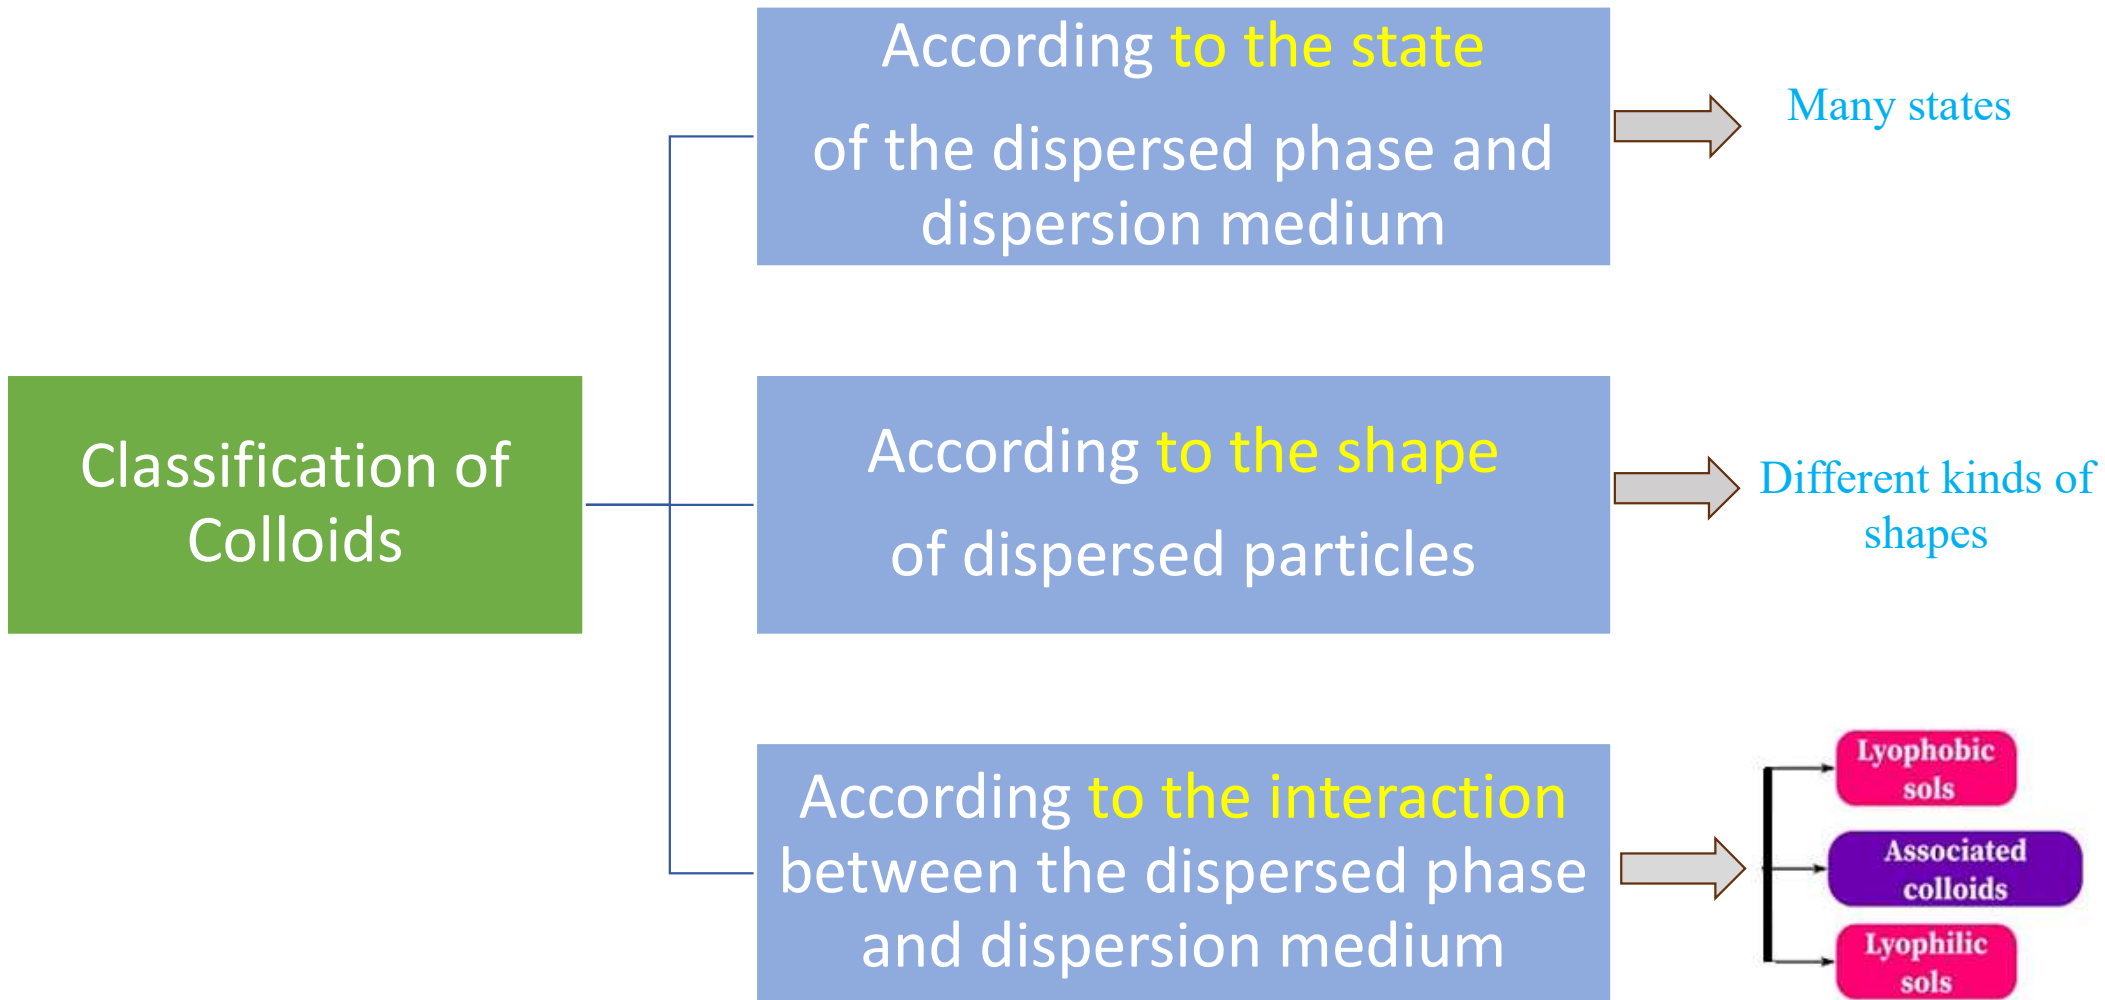 Classification of
Colloids
According to the state
of the dispersed phase and
dispersion medium
Many states
According to the shape
of dispersed particles
Different kinds of
shapes
According to the interaction
between the dispersed phase
and dispersion medium
Lyophobic
sols
Associated
colloids
Lyophilic
sols